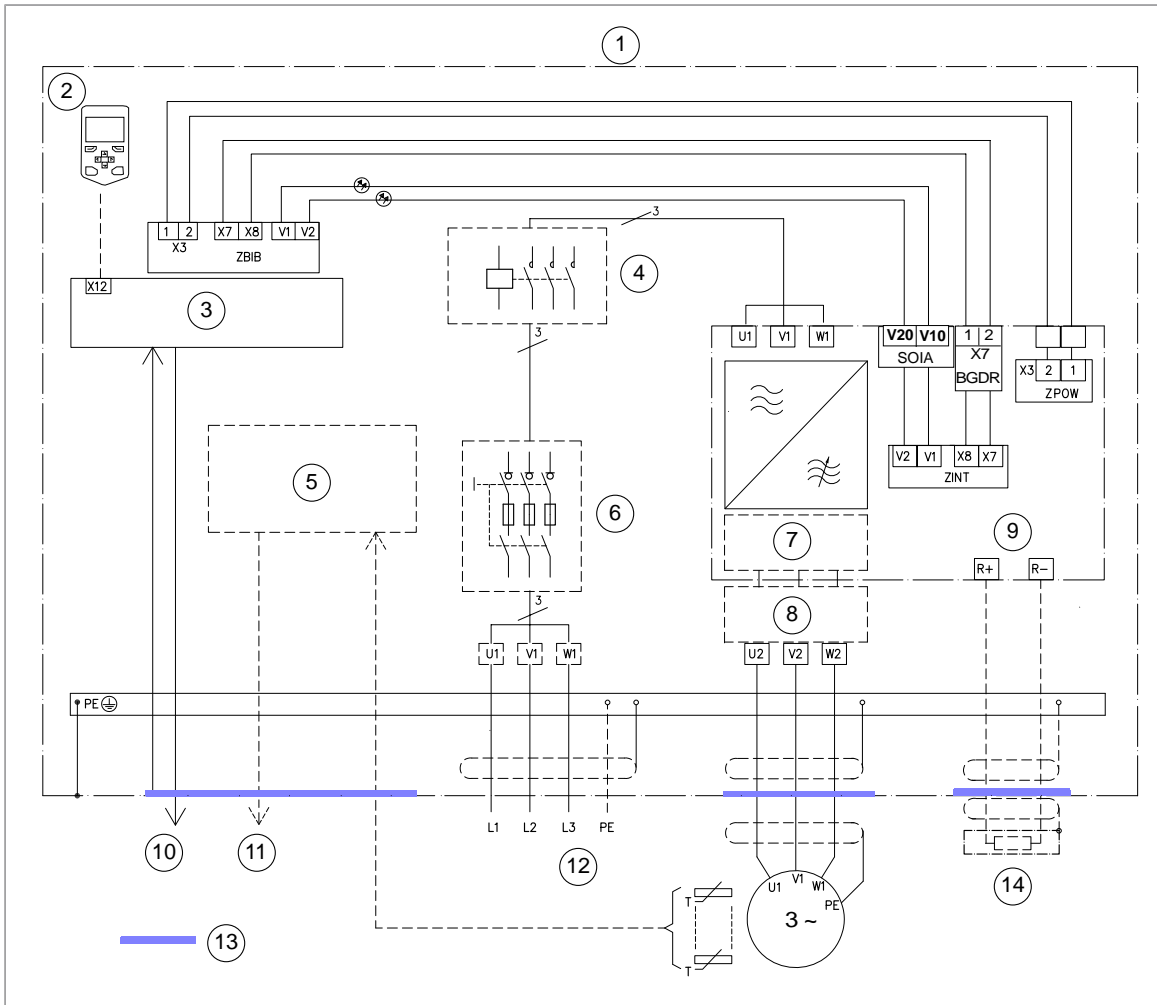 1
2
1 2 X7 X8 V1 V2
X3
ZBIB
X12
3
3
4
3
U1 V1 W1
V20 V10
SOIA
1 2
X7
BGDR
X3 2 1
ZPOW
V2 V1 X8 X7
ZINT
5
6
7
8
9
R+ R-
3
U1 V1 W1
U2 V2 W2
PE
L1 L2 L3 PE
10
11
12
13
14
U1 V1 W1
PE
3 ~
T
T